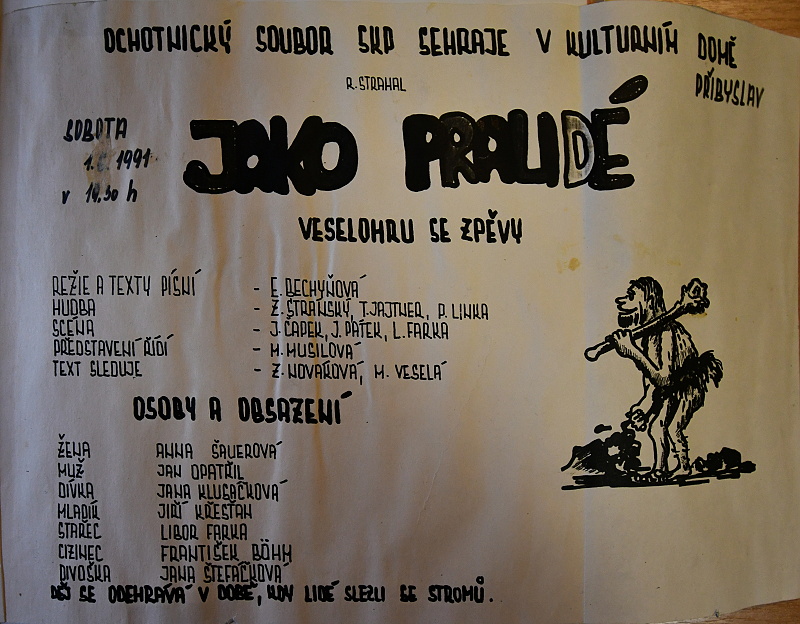 OCHOTNICKÝ SOUBOR SKP SEHRAJE V KULTURNÍM DOMĚ
PŘIBYSLAV
R. STRAHAL
SOBOTA
1991
v 19,30 h
JAKO PRALIDÉ
VESELOHRU SE ZPĚVY
REŽIE A TEXTY PÍSNÍ - E. BECHYŇOVÁ
HUDBA - Z. STRÁNSKÝ, T. JAJTNER, P. LINKA
SCÉNA - J. ČAPEK, J. PÁTEK, L. FARKA
PŘEDSTAVENÍ ŘÍDÍ - M. MUSILOVÁ
TEXT SLEDUJE - Z. NOVÁKOVÁ, M. VESELÁ
OSOBY A OBSAZENÍ
ŽENA ANNA ŠAUEROVÁ
MUŽ JAN OPATŘIL
DÍVKA JANA KLUSÁČKOVÁ
MLADÍK JIŘÍ KŘESŤAN
STAŘEC LIBOR FARKA
CIZINEC FRANTIŠEK BÖHM
DIVOŠKA JANA ŠTEFÁČKOVÁ
DĚJ SE ODEHRÁVÁ V DOBĚ, KDY LIDÉ SLEZLI SE STROMŮ.